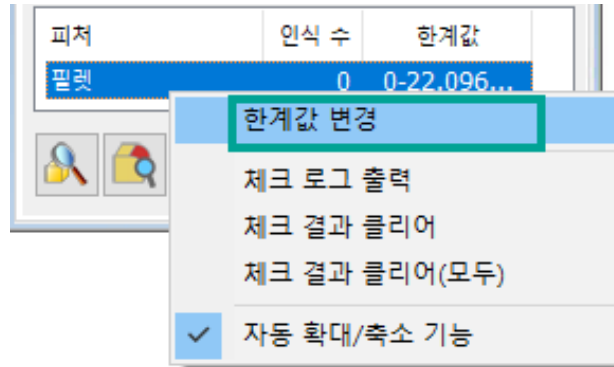 피처 인식 수 한계값
필렛 0 0-22.096...
한계값 변경
체크 로그 출력
체크 결과 클리어
체크 결과 클리어(모두)
자동 확대/축소 기능